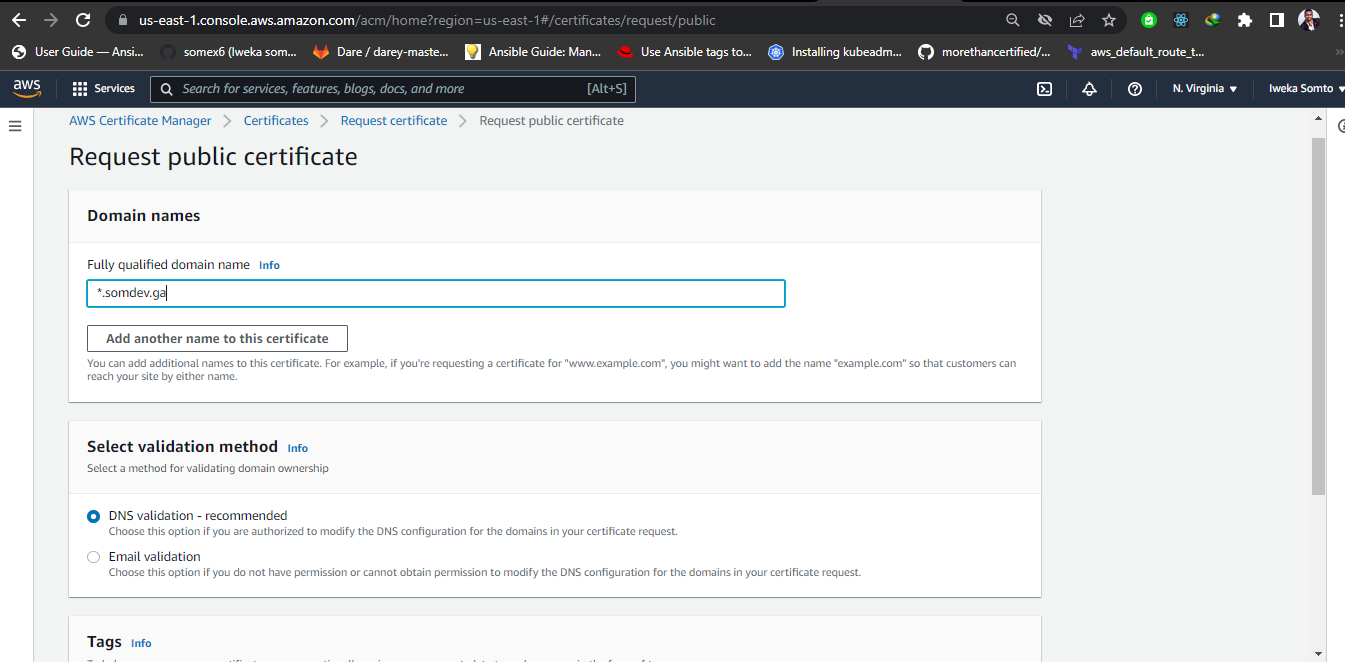 us-east-1.console.aws.amazon.com/acm/home?region=us-east-1#/certificates/request/public
User Guide — Ansi... somex6 (Iweka som... Dare / darey-maste... Ansible Guide: Man... Use Ansible tags to... Installing kubeadm... morethancertified/... aws_default_route_t... »
aws Services Search for services, features, blogs, docs, and more [Alt+S] N. Virginia ▼ Iweka Somto ▼
AWS Certificate Manager > Certificates > Request certificate > Request public certificate
Request public certificate
Domain names
Fully qualified domain name Info
*.somdev.ga
Add another name to this certificate
You can add additional names to this certificate. For example, if you're requesting a certificate for "www.example.com", you might want to add the name "example.com" so that customers can
reach your site by either name.
Select validation method Info
Select a method for validating domain ownership
DNS validation - recommended
Choose this option if you are authorized to modify the DNS configuration for the domains in your certificate request.
Email validation
Choose this option if you do not have permission or cannot obtain permission to modify the DNS configuration for the domains in your certificate request.
Tags Info